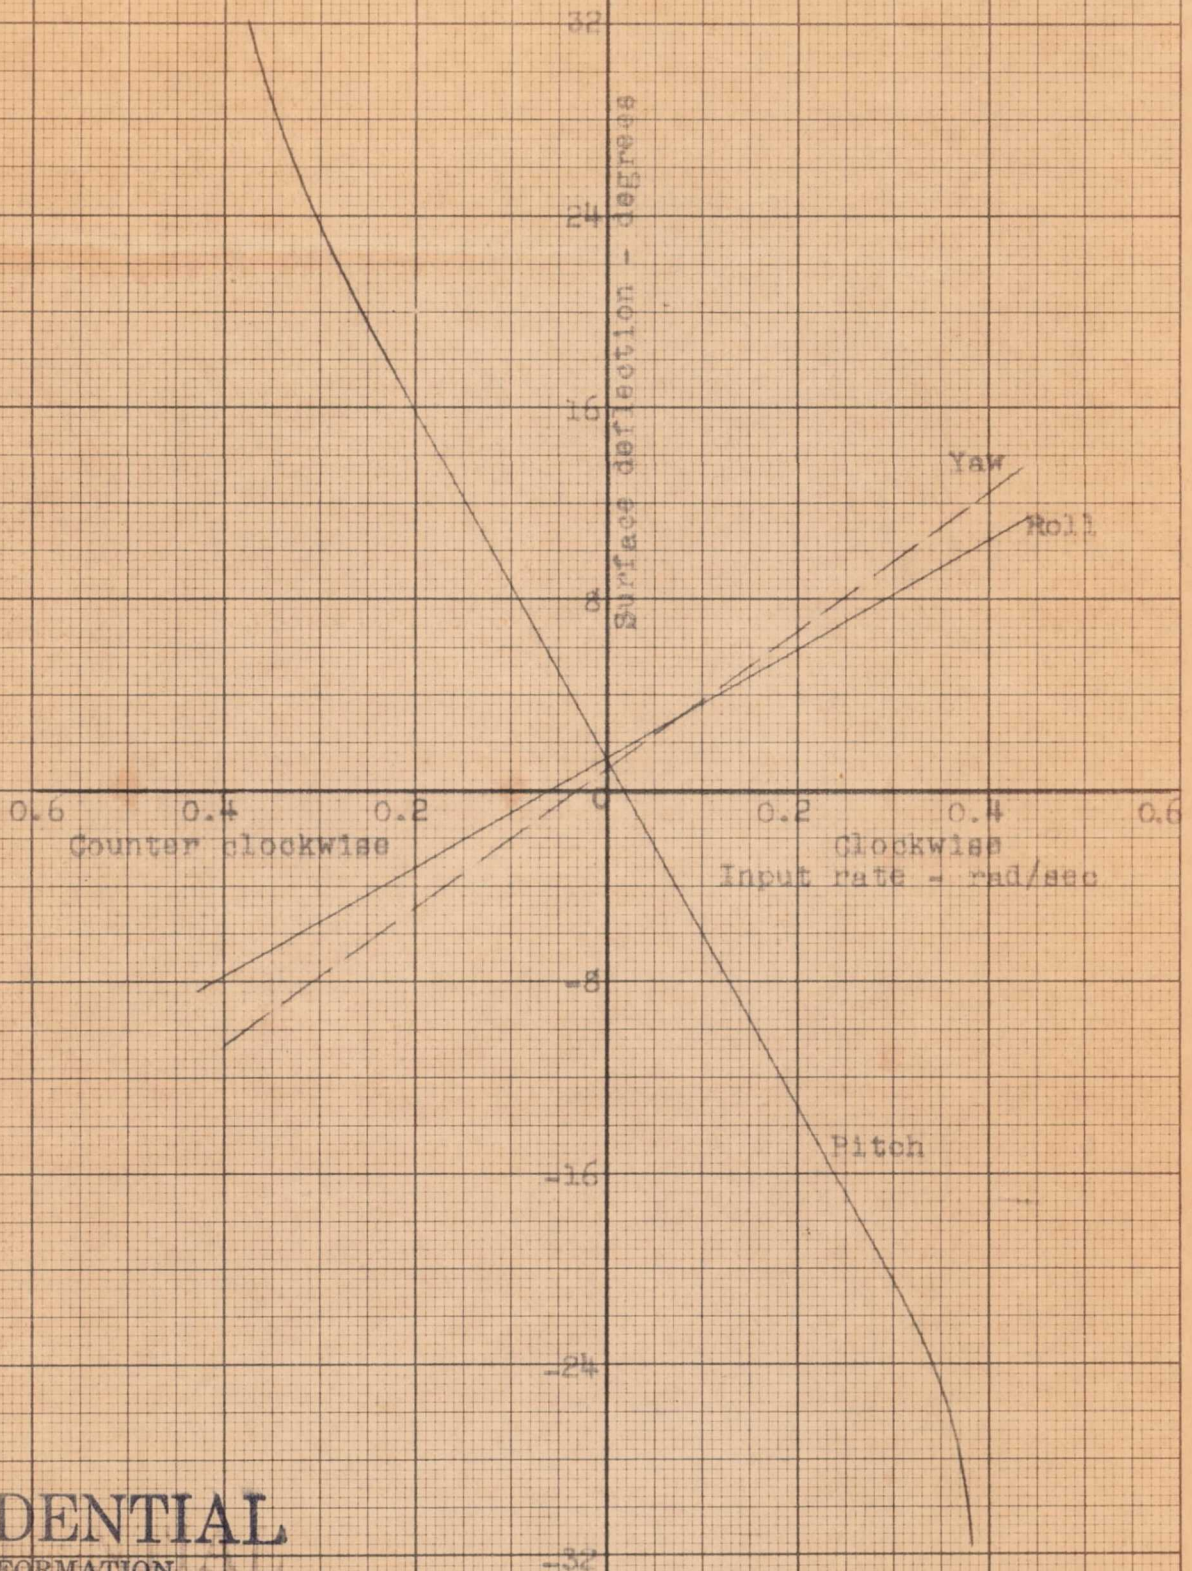 32
Surface deflection - degrees
24
16
Yaw
Roll
8
0.6 0.4 0.2 0 0.2 0.4 0.6
Counter clockwise
Clockwise
Input rate - rad/sec
-8
Pitch
-16
-24
DENTIAL
FORMATION
-32